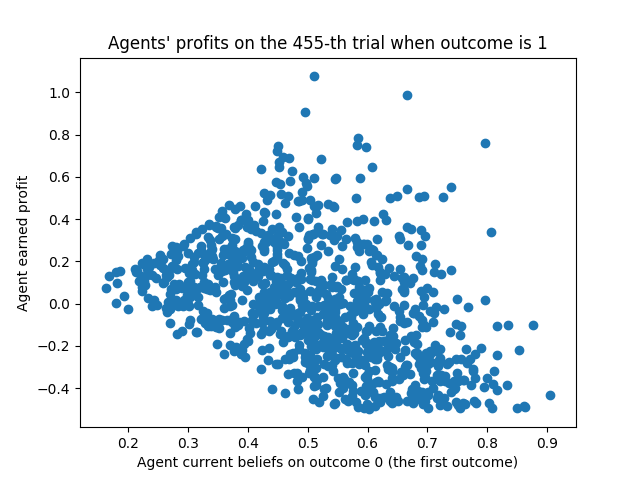 Agents' profits on the 455-th trial when outcome is 1
Agent earned profit
1.0
0.8
0.6
0.4
0.2
0.0
−0.2
−0.4
0.2 0.3 0.4 0.5 0.6 0.7 0.8 0.9
Agent current beliefs on outcome 0 (the first outcome)